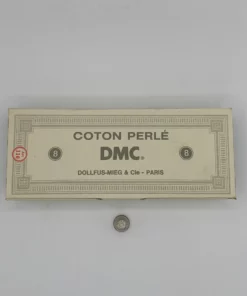 COTON PERLÉ
8 DMC® 8
DOLLFUS-MIEG & Cie - PARIS